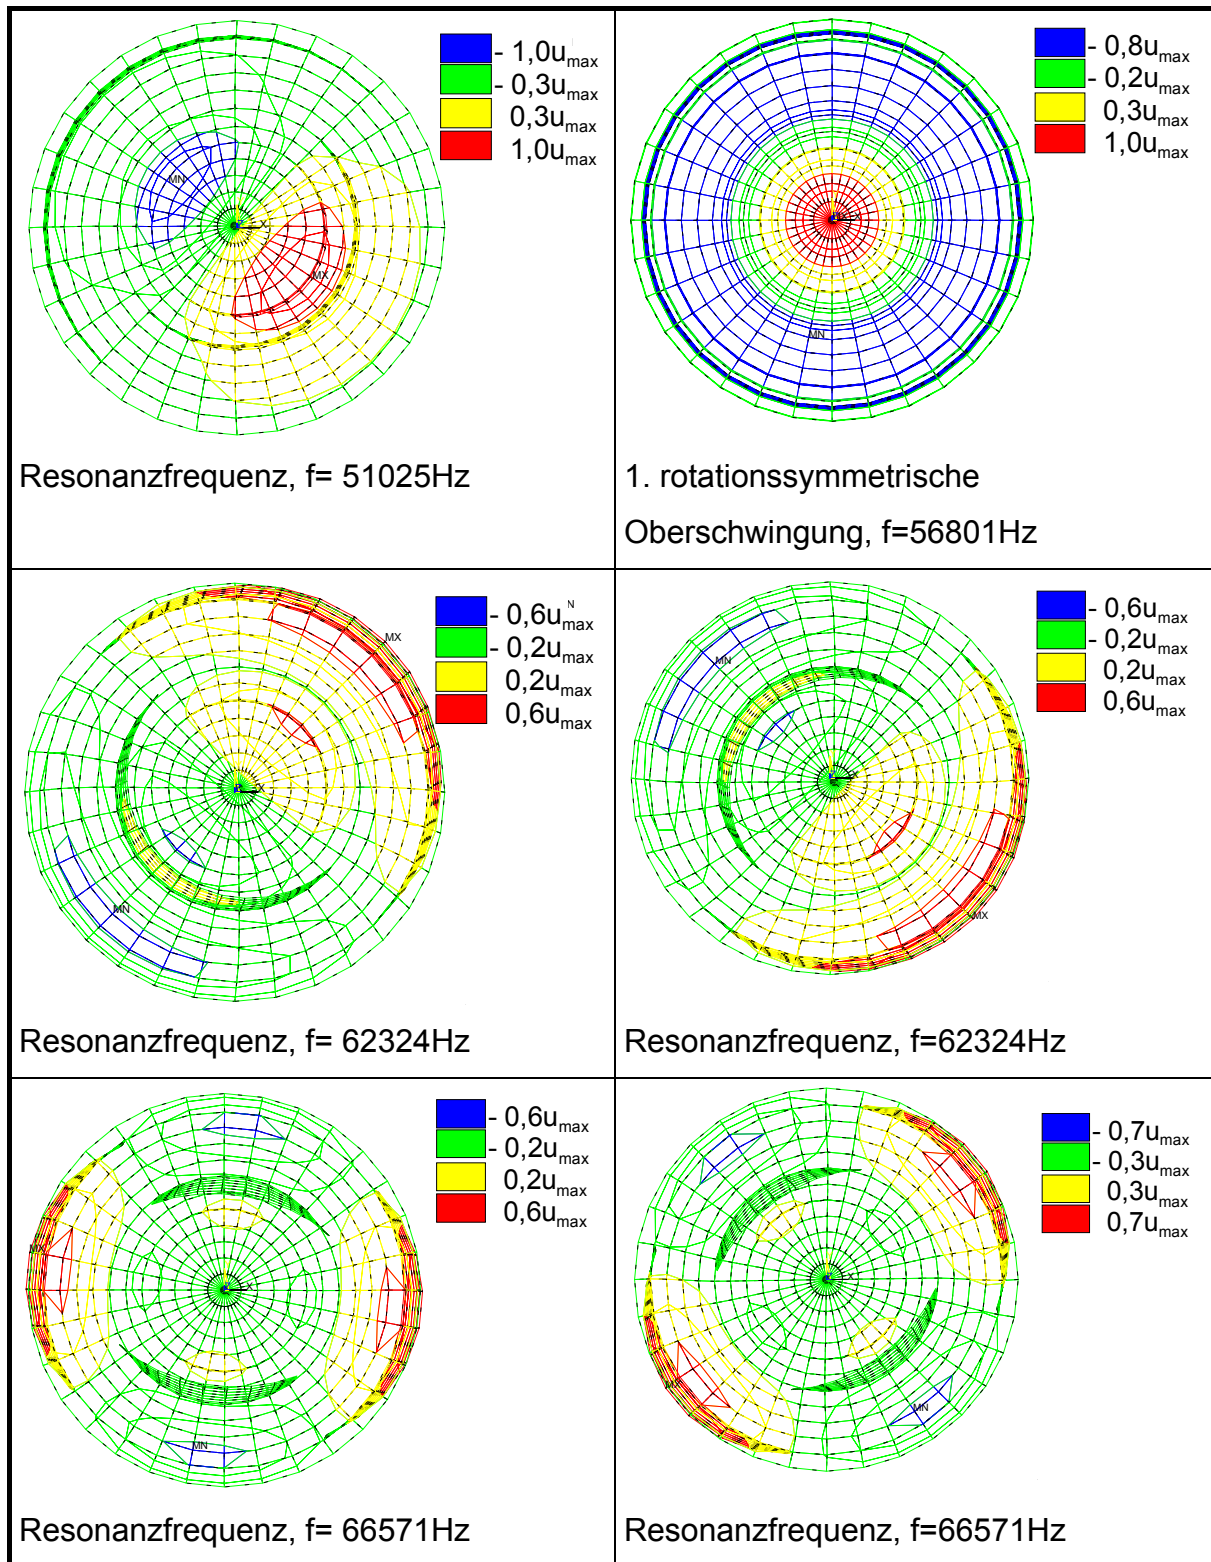 - 1,0umax
- 0,3umax
0,3umax
1,0umax
MN
X
MX
Resonanzfrequenz, f= 51025Hz
- 0,8umax
- 0,2umax
0,3umax
1,0umax
X
MN
1. rotationssymmetrische
Oberschwingung, f=56801Hz
- 0,6umax N
- 0,2umax
0,2umax
0,6umax
MX
X
MN
Resonanzfrequenz, f= 62324Hz
- 0,6umax
- 0,2umax
0,2umax
0,6umax
MN
X
MX
Resonanzfrequenz, f=62324Hz
- 0,6umax
- 0,2umax
0,2umax
0,6umax
MX
X
MN
Resonanzfrequenz, f= 66571Hz
- 0,7umax
- 0,3umax
0,3umax
0,7umax
X
MX
MN
Resonanzfrequenz, f=66571Hz